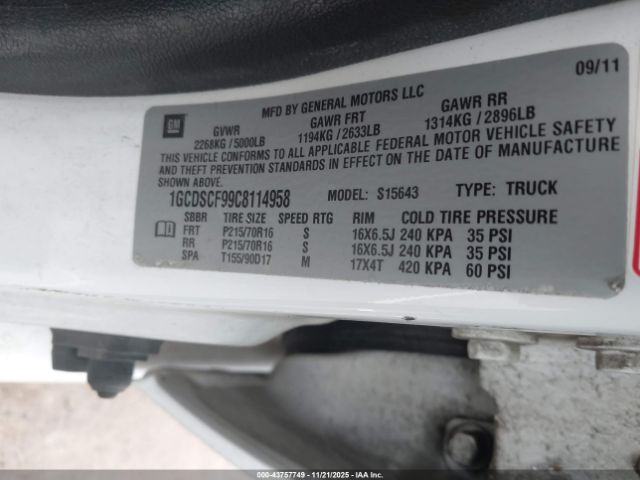 09/11
GM
MFD BY GENERAL MOTORS LLC
GVWR GAWR FRT GAWR RR
2268KG / 5000LB 1194KG / 2633LB 1314KG / 2896LB
THIS VEHICLE CONFORMS TO ALL APPLICABLE FEDERAL MOTOR VEHICLE SAFETY
AND THEFT PREVENTION STANDARDS IN EFFECT ON THE DATE OF MANUFACTURE
SHOWN ABOVE.
1GCDSCF99C8114958 MODEL: S15643 TYPE: TRUCK
SBBR TIRE SIZE SPEED RTG RIM COLD TIRE PRESSURE
FRT P215/70R16 S 16X6.5J 240 KPA 35 PSI
RR P215/70R16 S 16X6.5J 240 KPA 35 PSI
SPA T155/90D17 M 17X4T 420 KPA 60 PSI
000-43757749 - 11/21/2025 - IAA Inc.